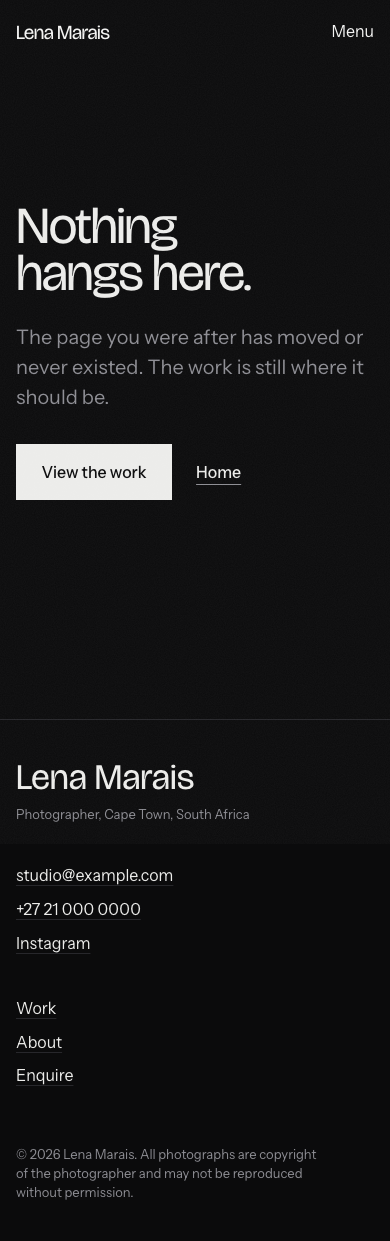 Lena Marais
Menu
Nothing
hangs here.
The page you were after has moved or
never existed. The work is still where it
should be.
View the work
Home
Lena Marais
Photographer, Cape Town, South Africa
studio@example.com
+27 21 000 0000
Instagram
Work
About
Enquire
© 2026 Lena Marais. All photographs are copyright
of the photographer and may not be reproduced
without permission.